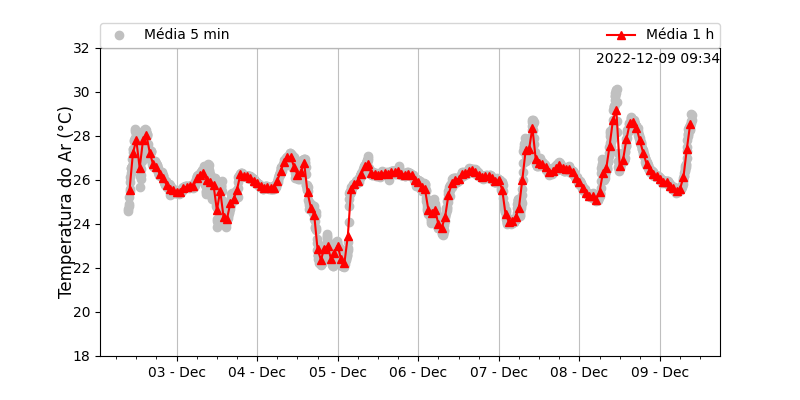 Média 5 min
Média 1 h
2022-12-09 09:34
Temperatura do Ar (°C)
32
30
28
26
24
22
20
18
03 - Dec
04 - Dec
05 - Dec
06 - Dec
07 - Dec
08 - Dec
09 - Dec